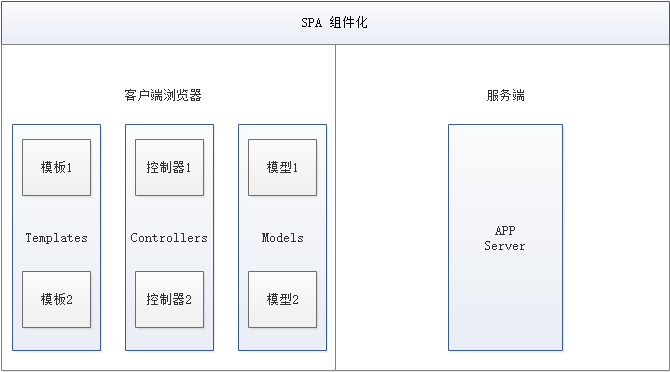 SPA 组件化
客户端浏览器
服务端
模板1
控制器1
模型1
Templates
Controllers
Models
APP
Server
模板2
控制器2
模型2